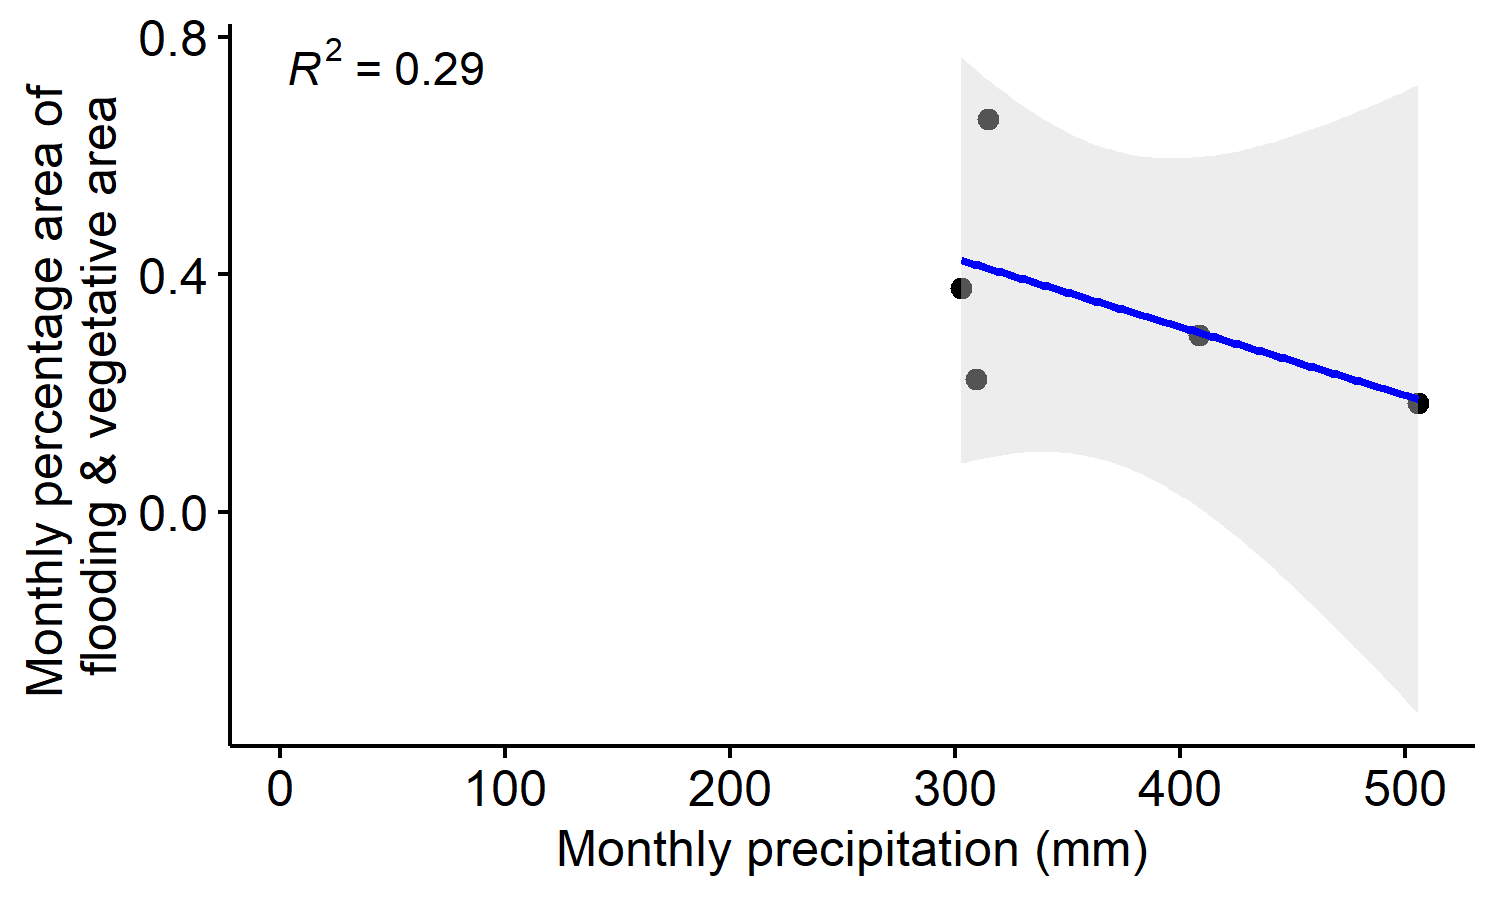 R² = 0.29
Monthly percentage area of
flooding & vegetative area
0.8
0.4
0.0
0 100 200 300 400 500
Monthly precipitation (mm)